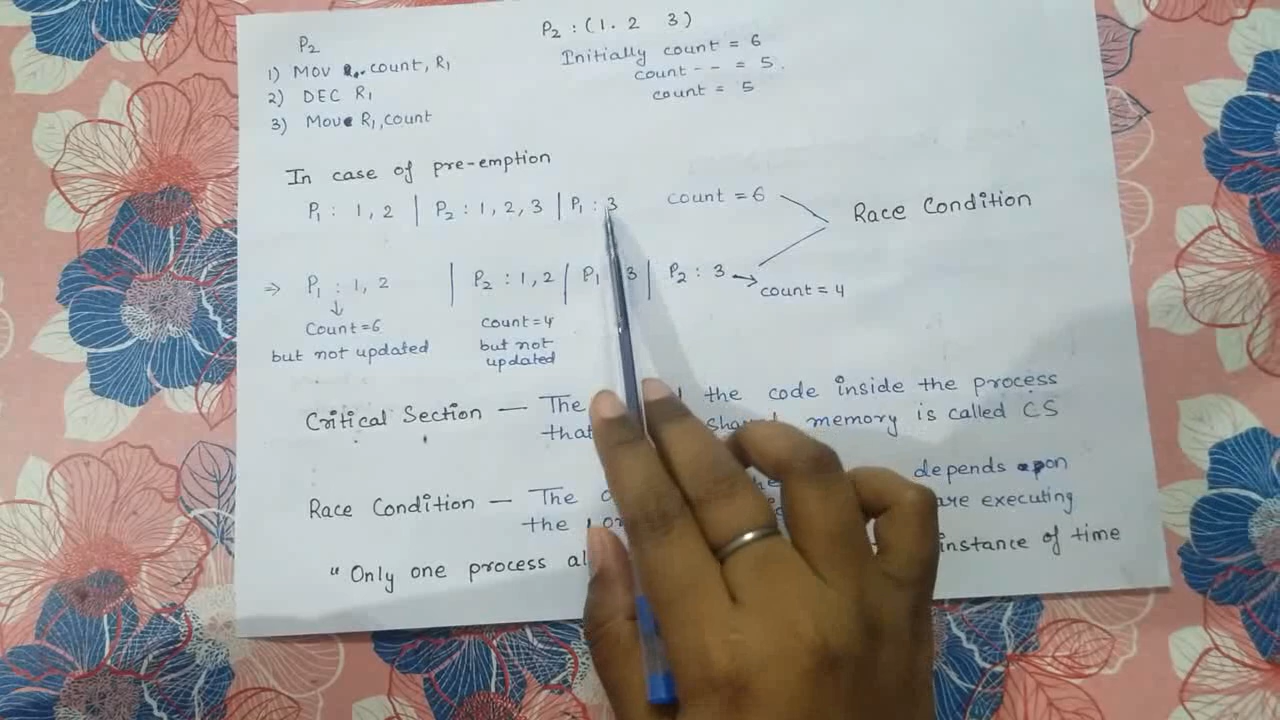 P2
1) Mov count, R1
2) DEC R1
3) Move R1, count
P2 : (1. 2 3)
Initially count = 6
count -- = 5.
count = 5
In case of pre-emption
P1 : 1, 2 | P2 : 1, 2, 3 | P1 : 3 count = 6
Race Condition
⇒ P1 : 1, 2 | P2 : 1, 2 | P1 3 | P2 : 3 → count = 4
↓
Count=6
but not updated
count=4
but not
updated
Critical Section — The the code inside the process
that memory is called CS
Race Condition — The depends upon
the are executing
" Only one process instance of time